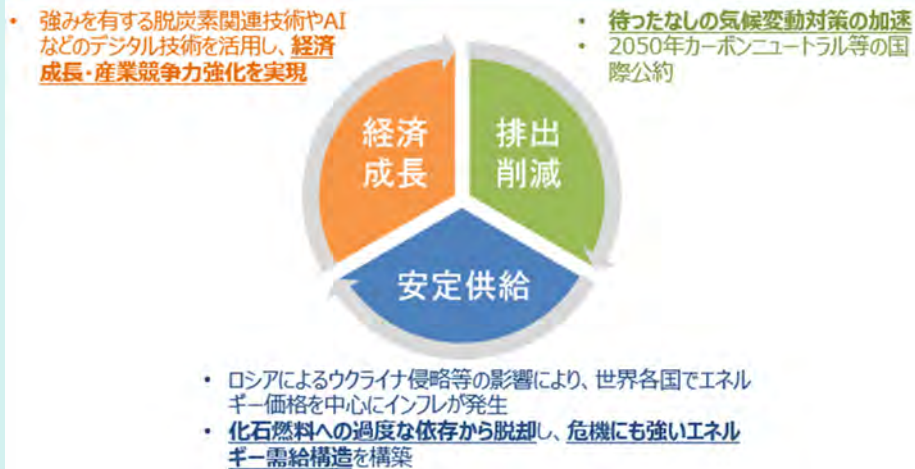 • 強みを有する脱炭素関連技術やAI
などのデジタル技術を活用し、経済
成長・産業競争力強化を実現
• 待ったなしの気候変動対策の加速
• 2050年カーボンニュートラル等の国
際公約
経済
成長
排出
削減
安定供給
• ロシアによるウクライナ侵略等の影響により、世界各国でエネル
ギー価格を中心にインフレが発生
• 化石燃料への過度な依存から脱却し、危機にも強いエネル
ギー需給構造を構築